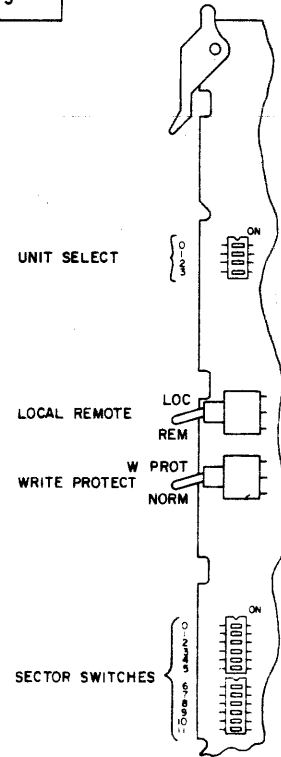 ON
UNIT SELECT
0
1
2
3
LOC
LOCAL REMOTE
REM
W PROT
WRITE PROTECT
NORM
ON
0
1
2
3
4
5
SECTOR SWITCHES
6
7
8
9
10
11